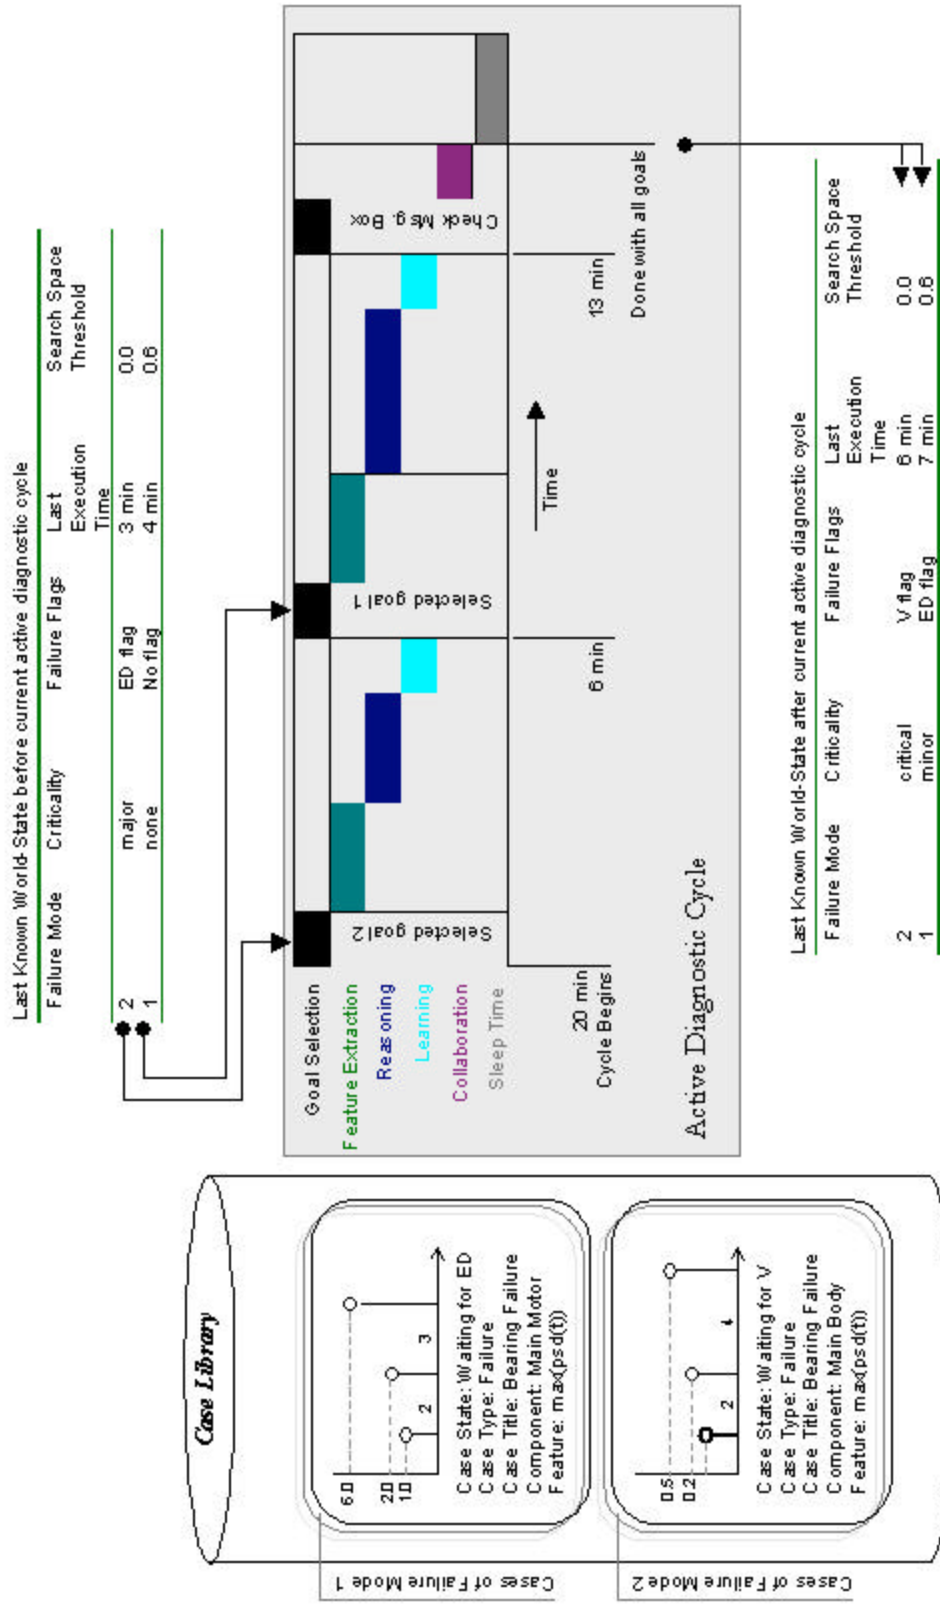 Last Known World-State before current active diagnostic cycle
Failure Mode Criticality Failure Flags Last Execution Time Search Space Threshold
2 major ED flag 3 min 0.0
1 none No flag 4 min 0.6
Case Library
Cases of Failure Mode 1
6.0
2.0
1.0
2 3
Case State: Waiting for ED
Case Type: Failure
Case Title: Bearing Failure
Component: Main Motor
Feature: max(psd(t))
Cases of Failure Mode 2
0.5
0.2
2 4
Case State: Waiting for V
Case Type: Failure
Case Title: Bearing Failure
Component: Main Body
Feature: max(psd(t))
Goal Selection
Feature Extraction
Reasoning
Learning
Collaboration
Sleep Time
Selected goal 2
Selected goal 1
Check Msg. Box
Time
20 min
Cycle Begins
6 min
13 min
Done with all goals
Active Diagnostic Cycle
Last Known World-State after current active diagnostic cycle
Failure Mode Criticality Failure Flags Last Execution Time Search Space Threshold
2 critical V flag 6 min 0.0
1 minor ED flag 7 min 0.6